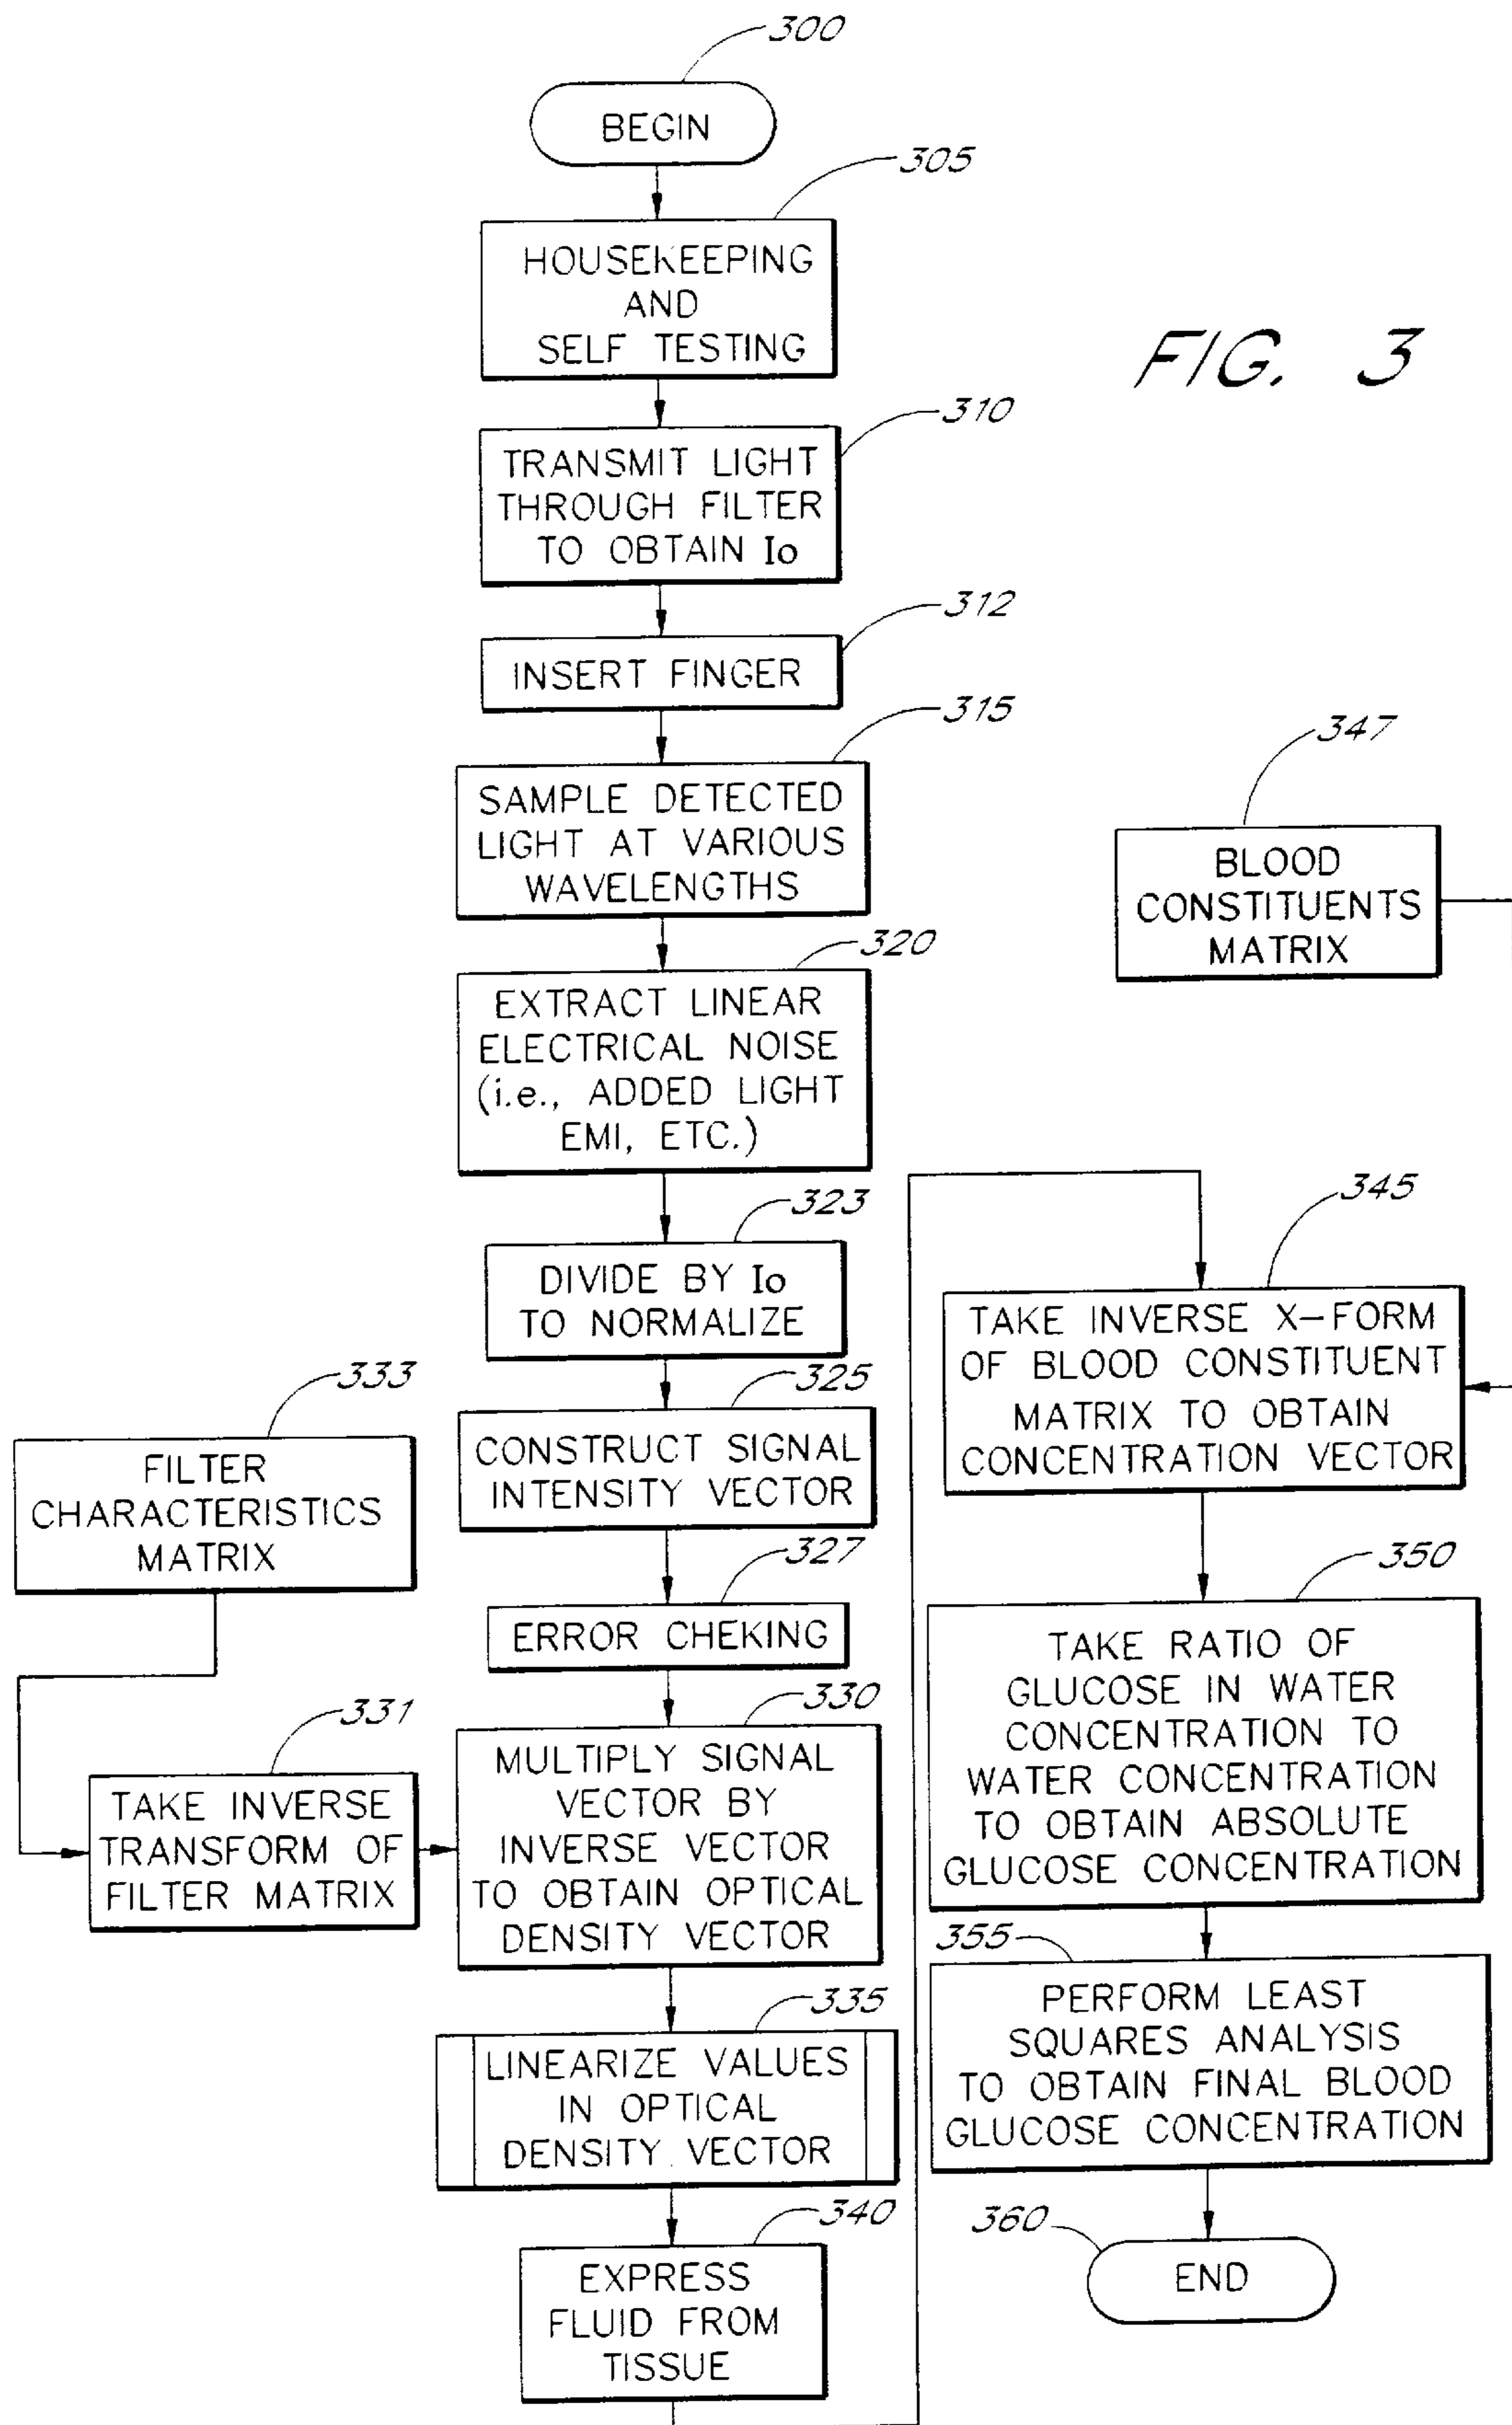 300
BEGIN
305
HOUSEKEEPING
AND
SELF TESTING
FIG. 3
310
TRANSMIT LIGHT
THROUGH FILTER
TO OBTAIN Io
312
INSERT FINGER
315
SAMPLE DETECTED
LIGHT AT VARIOUS
WAVELENGTHS
320
EXTRACT LINEAR
ELECTRICAL NOISE
(i.e., ADDED LIGHT
EMI, ETC.)
323
DIVIDE BY Io
TO NORMALIZE
325
CONSTRUCT SIGNAL
INTENSITY VECTOR
327
ERROR CHEKING
333
FILTER
CHARACTERISTICS
MATRIX
331
TAKE INVERSE
TRANSFORM OF
FILTER MATRIX
330
MULTIPLY SIGNAL
VECTOR BY
INVERSE VECTOR
TO OBTAIN OPTICAL
DENSITY VECTOR
335
LINEARIZE VALUES
IN OPTICAL
DENSITY VECTOR
340
EXPRESS
FLUID FROM
TISSUE
347
BLOOD
CONSTITUENTS
MATRIX
345
TAKE INVERSE X-FORM
OF BLOOD CONSTITUENT
MATRIX TO OBTAIN
CONCENTRATION VECTOR
350
TAKE RATIO OF
GLUCOSE IN WATER
CONCENTRATION TO
WATER CONCENTRATION
TO OBTAIN ABSOLUTE
GLUCOSE CONCENTRATION
355
PERFORM LEAST
SQUARES ANALYSIS
TO OBTAIN FINAL BLOOD
GLUCOSE CONCENTRATION
360
END